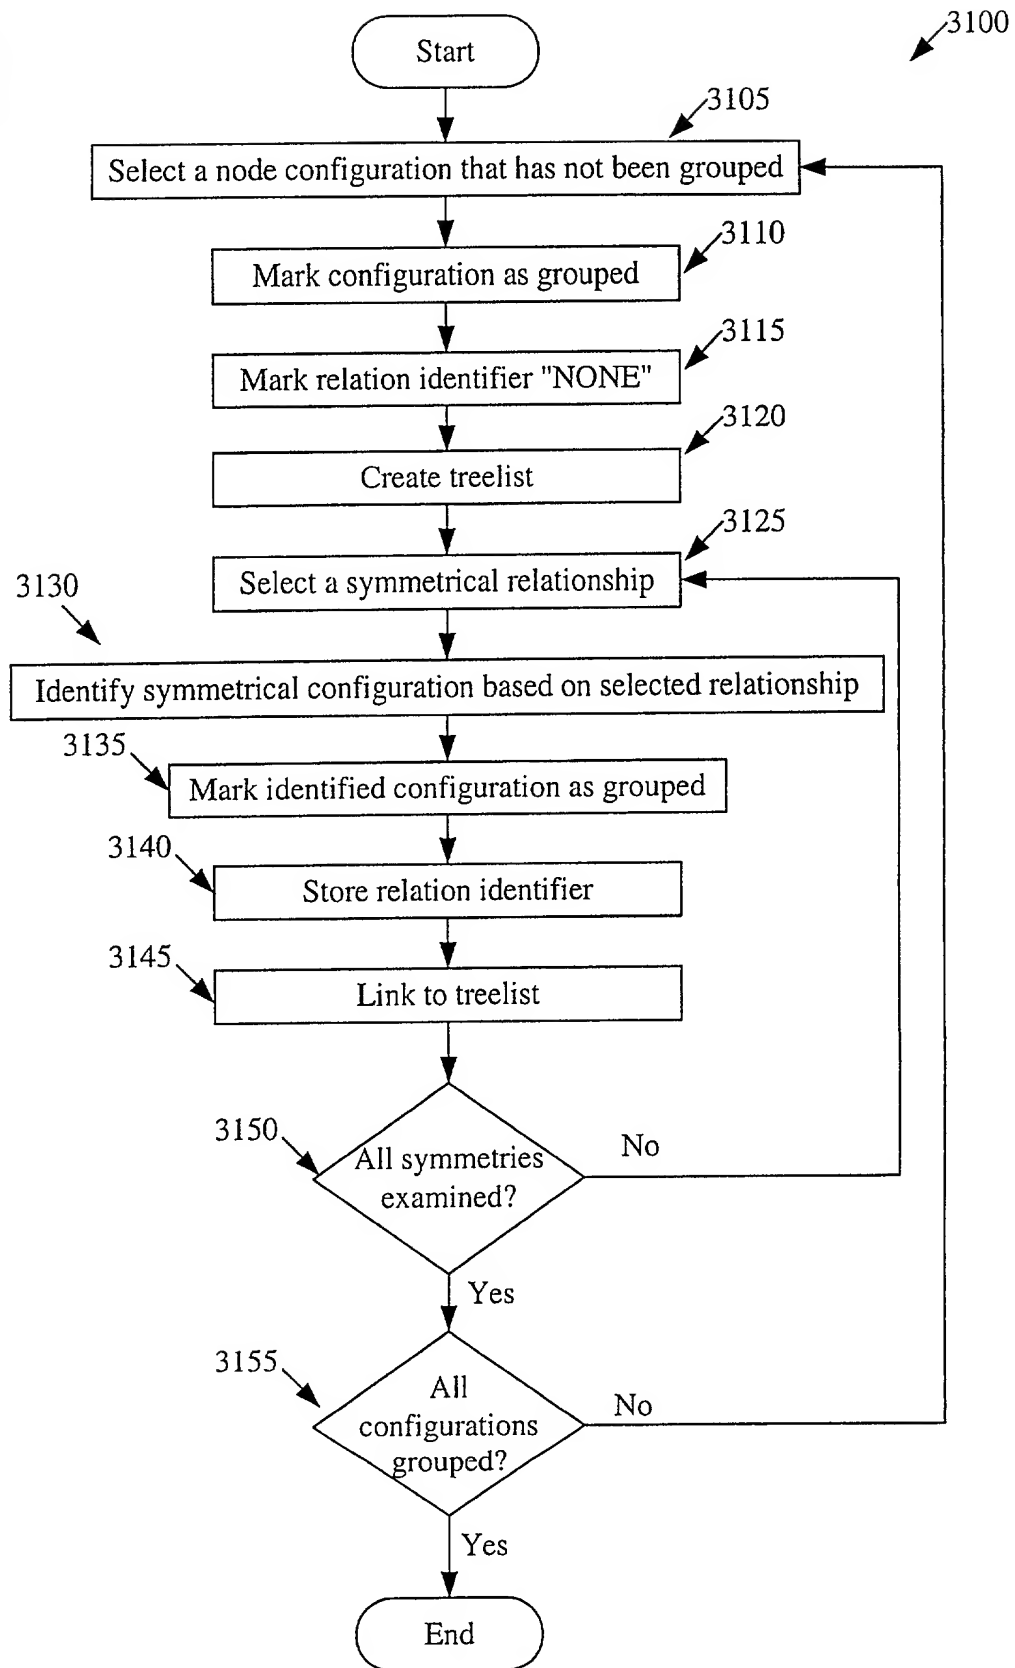 3100
Start
3105
Select a node configuration that has not been grouped
3110
Mark configuration as grouped
3115
Mark relation identifier "NONE"
3120
Create treelist
3125
Select a symmetrical relationship
3130
Identify symmetrical configuration based on selected relationship
3135
Mark identified configuration as grouped
3140
Store relation identifier
3145
Link to treelist
3150
All symmetries
examined?
No
Yes
3155
All
configurations
grouped?
No
Yes
End